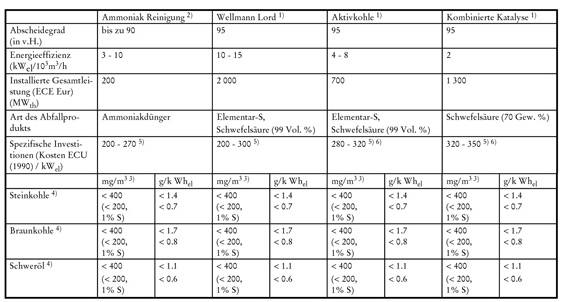 Ammoniak Reinigung 2) Wellmann Lord 1) Aktivkohle 1) Kombinierte Katalyse 1)
Abscheidegrad bis zu 90 95 95 95
(in v.H.)
Energieeffizienz 3 - 10 10 - 15 4 - 8 2
(kWel)/10³m³/h
Installierte Gesamtlei- 200 2 000 700 1 300
stung (ECE Eur)
(MWth)
Art des Abfallpro- Ammoniakdünger Elementar-S, Elementar-S, Schwefelsäure (70 Gew. %)
dukts Schwefelsäure (99 Vol. %) Schwefelsäure (99 Vol. %)
Spezifische Investi- 200 - 270 5) 200 - 300 5) 280 - 320 5) 6) 320 - 350 5) 6)
tionen (Kosten ECU
(1990) / kWel)
mg/m³ 3) g/k Whel mg/m³ 3) g/k Whel mg/m³ 3) g/k Whel mg/m³ 3) g/k Whel
Steinkohle 4) < 400 < 1.4 < 400 < 1.4 < 400 < 1.4 < 400 < 1.4
(< 200, < 0.7 (< 200, < 0.7 (< 200, < 0.7 (< 200, < 0.7
1% S) 1% S) 1% S) 1% S)
Braunkohle 4) < 400 < 1.7 < 400 < 1.7 < 400 < 1.7 < 400 < 1.7
(< 200, < 0.8 (< 200, < 0.8 (< 200, < 0.8 (< 200, < 0.8
1% S) 1% S) 1% S) 1% S)
Schweröl 4) < 400 < 1.1 < 400 < 1.1 < 400 < 1.1 < 400 < 1.1
(< 200, < 0.6 (< 200, < 0.6 (< 200, < 0.6 (< 200, < 0.6
1% S) 1% S) 1% S) 1% S)